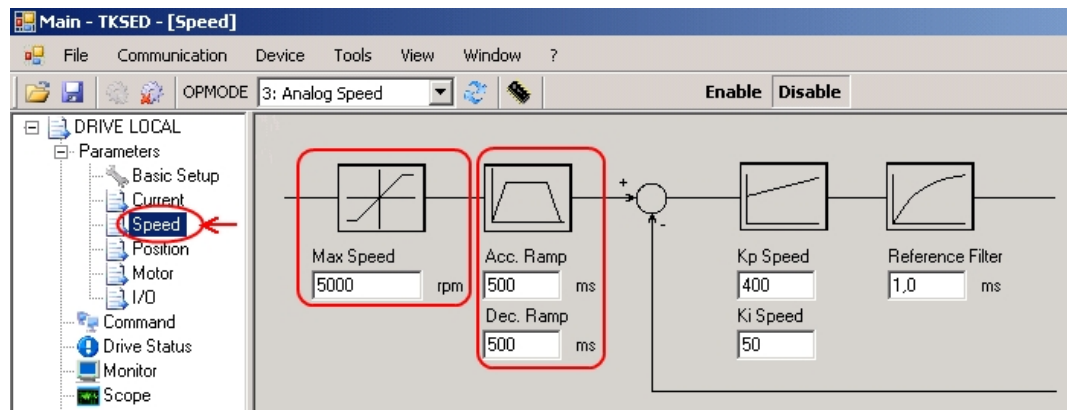 Main - TKSED - [Speed]
File Communication Device Tools View Window ?
OPMODE 3: Analog Speed Enable Disable
DRIVE LOCAL
Parameters
Basic Setup
Current
Speed
Position
Motor
I/O
Command
Drive Status
Monitor
Scope
+
-
Max Speed
5000 rpm
Acc. Ramp
500 ms
Dec. Ramp
500 ms
Kp Speed
400
Ki Speed
50
Reference Filter
1,0 ms